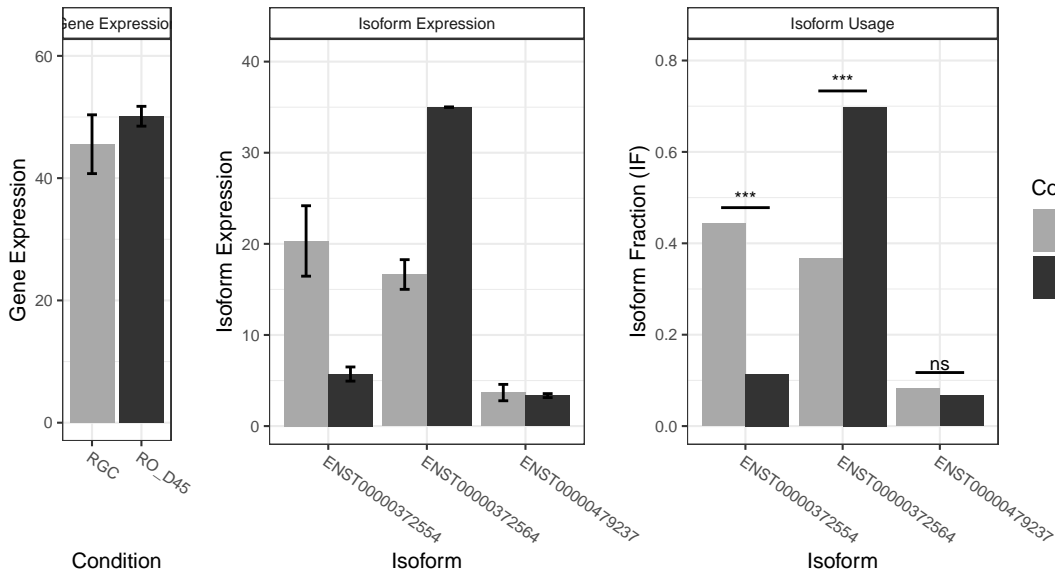 Gene Expression
Isoform Expression
Isoform Usage
Gene Expression
60
40
20
0
RGC
RO_D45
Condition
Isoform Expression
40
30
20
10
0
ENST00000372554
ENST00000372564
ENST00000479237
Isoform
Isoform Fraction (IF)
0.8
0.6
0.4
0.2
0.0
***
***
ns
ENST00000372554
ENST00000372564
ENST00000479237
Isoform
Co